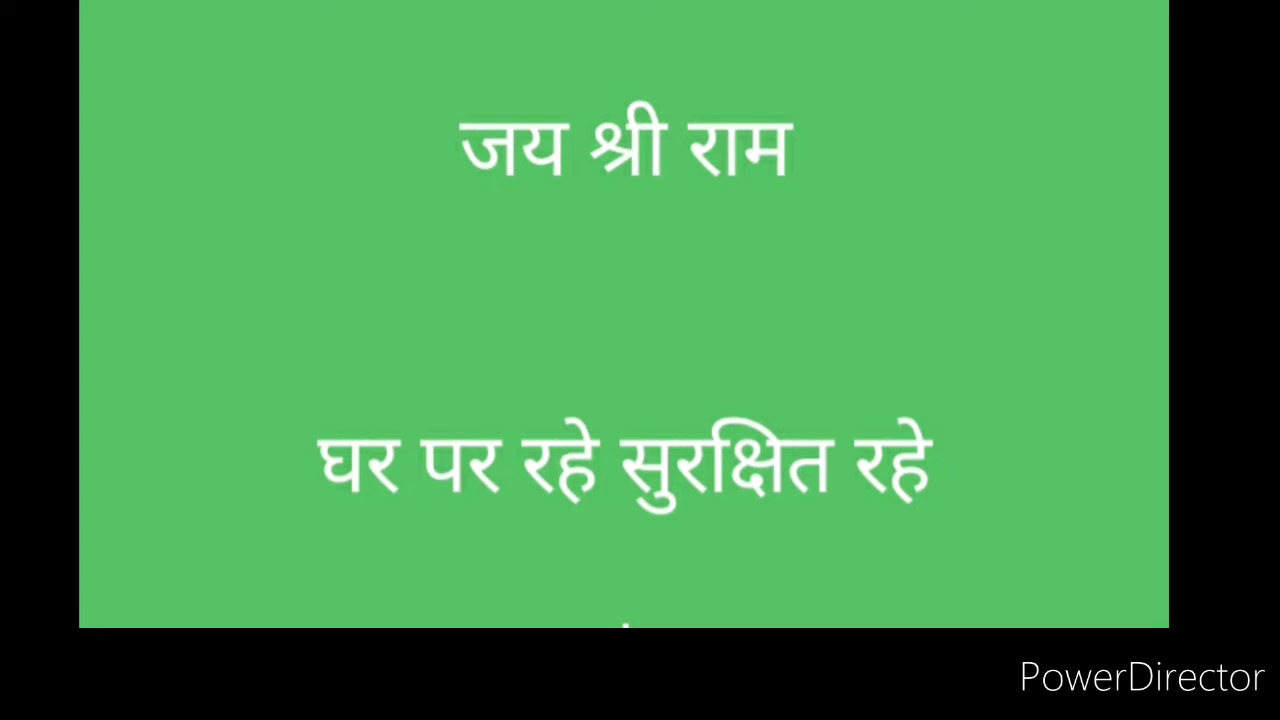 जय श्री राम
घर पर रहे सुरक्षित रहे
PowerDirector